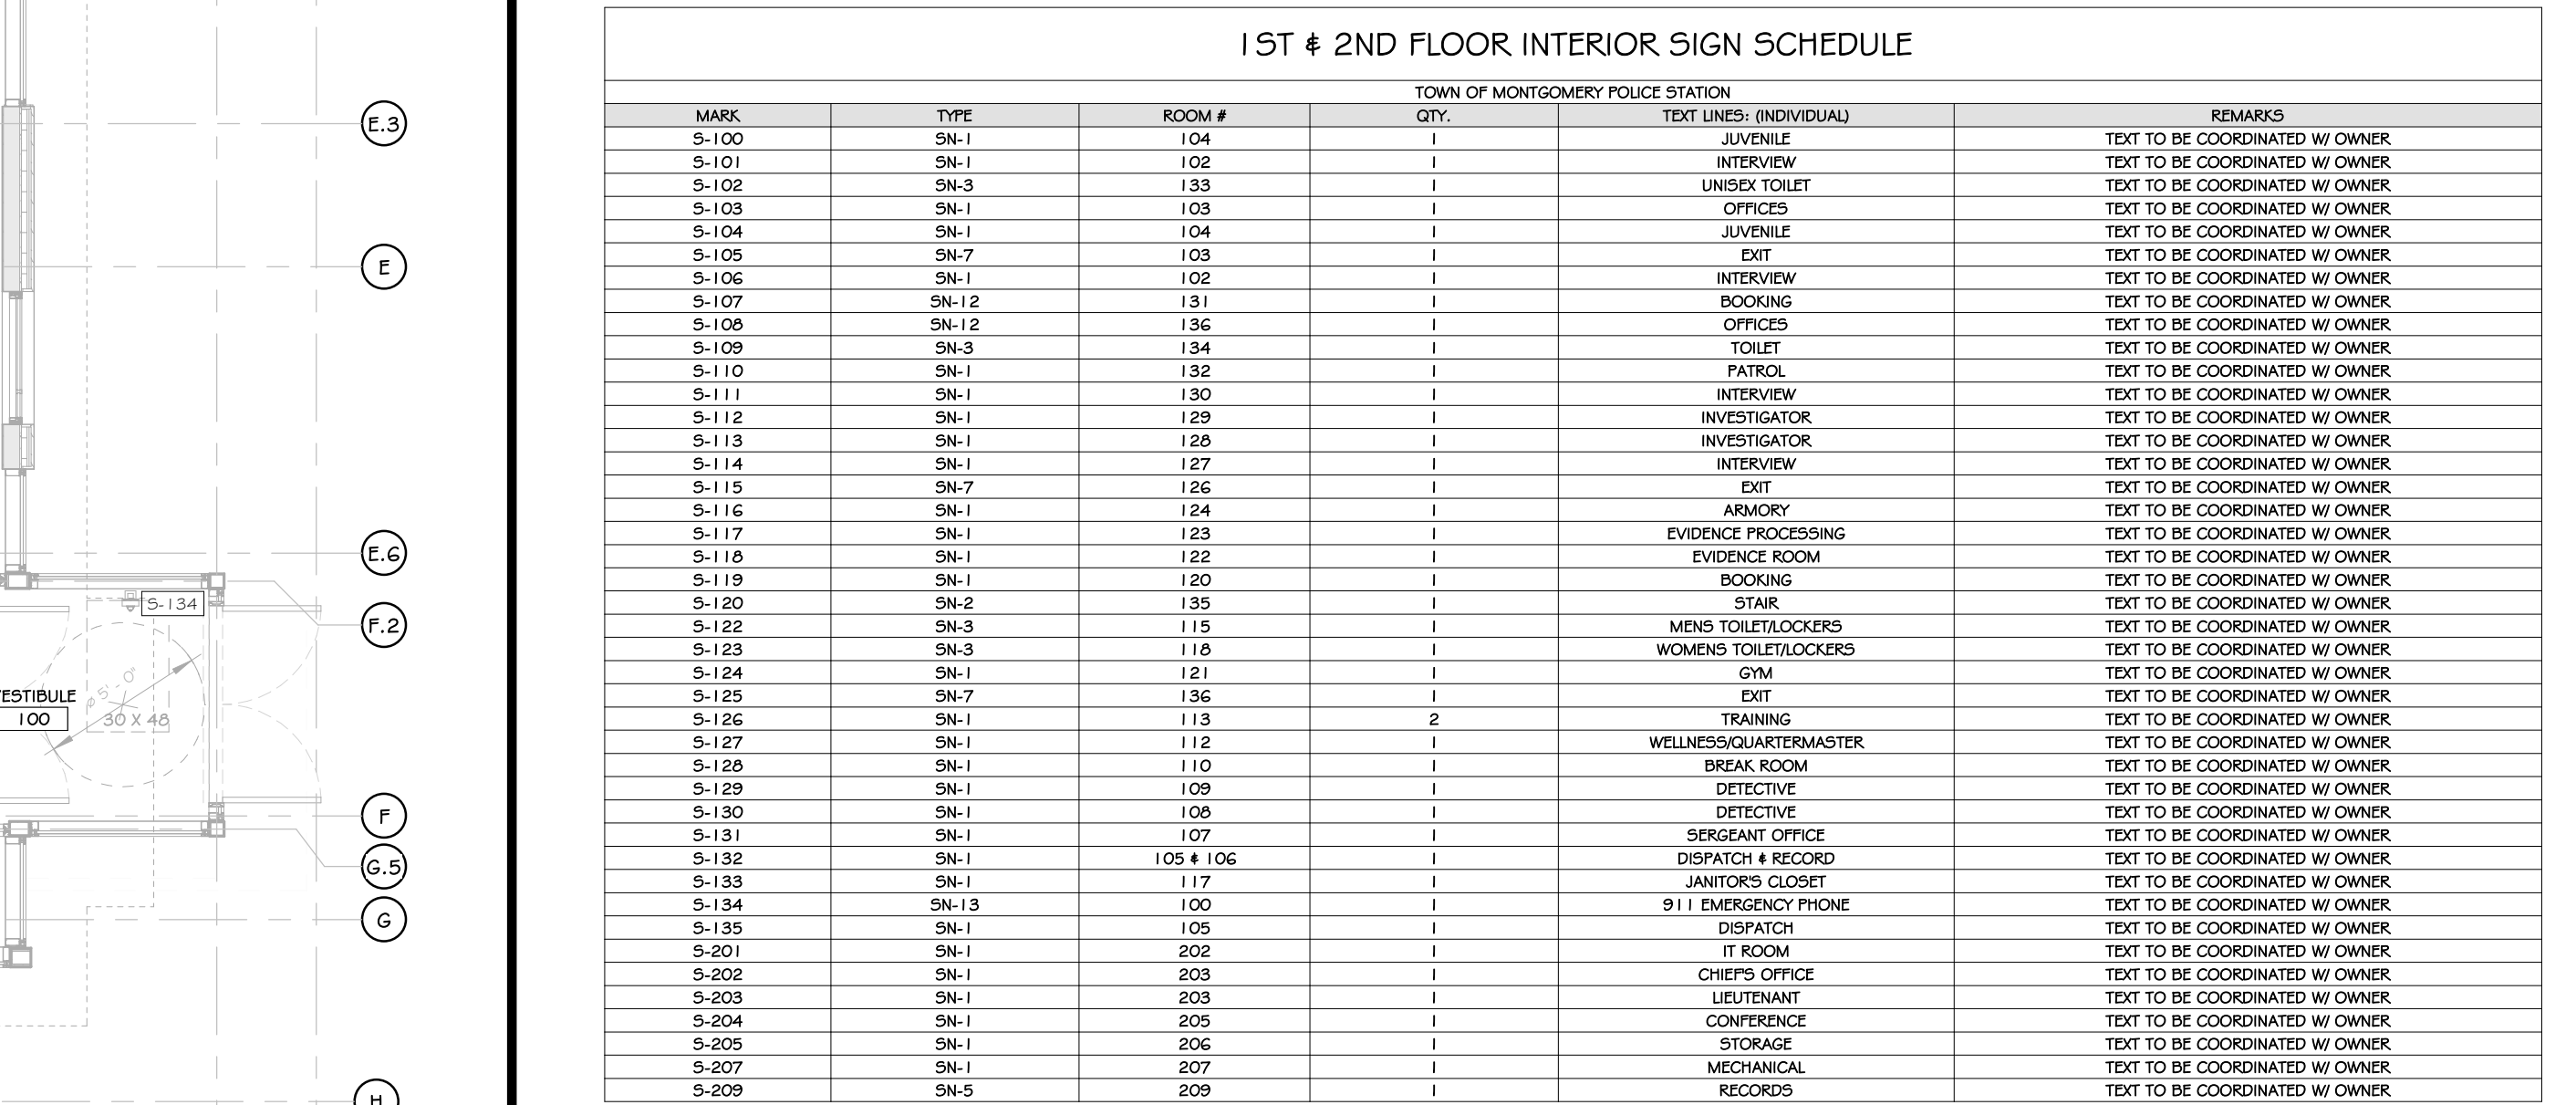 E.3
E
E.6
S-134
F.2
5'-0"
ESTIBULE
100
30 X 48
F
G.5
G
H
1ST & 2ND FLOOR INTERIOR SIGN SCHEDULE
TOWN OF MONTGOMERY POLICE STATION
MARK TYPE ROOM # QTY. TEXT LINES: (INDIVIDUAL) REMARKS
S-100 SN-1 104 1 JUVENILE TEXT TO BE COORDINATED W/ OWNER
S-101 SN-1 102 1 INTERVIEW TEXT TO BE COORDINATED W/ OWNER
S-102 SN-3 133 1 UNISEX TOILET TEXT TO BE COORDINATED W/ OWNER
S-103 SN-1 103 1 OFFICES TEXT TO BE COORDINATED W/ OWNER
S-104 SN-1 104 1 JUVENILE TEXT TO BE COORDINATED W/ OWNER
S-105 SN-7 103 1 EXIT TEXT TO BE COORDINATED W/ OWNER
S-106 SN-1 102 1 INTERVIEW TEXT TO BE COORDINATED W/ OWNER
S-107 SN-12 131 1 BOOKING TEXT TO BE COORDINATED W/ OWNER
S-108 SN-12 136 1 OFFICES TEXT TO BE COORDINATED W/ OWNER
S-109 SN-3 134 1 TOILET TEXT TO BE COORDINATED W/ OWNER
S-110 SN-1 132 1 PATROL TEXT TO BE COORDINATED W/ OWNER
S-111 SN-1 130 1 INTERVIEW TEXT TO BE COORDINATED W/ OWNER
S-112 SN-1 129 1 INVESTIGATOR TEXT TO BE COORDINATED W/ OWNER
S-113 SN-1 128 1 INVESTIGATOR TEXT TO BE COORDINATED W/ OWNER
S-114 SN-1 127 1 INTERVIEW TEXT TO BE COORDINATED W/ OWNER
S-115 SN-7 126 1 EXIT TEXT TO BE COORDINATED W/ OWNER
S-116 SN-1 124 1 ARMORY TEXT TO BE COORDINATED W/ OWNER
S-117 SN-1 123 1 EVIDENCE PROCESSING TEXT TO BE COORDINATED W/ OWNER
S-118 SN-1 122 1 EVIDENCE ROOM TEXT TO BE COORDINATED W/ OWNER
S-119 SN-1 120 1 BOOKING TEXT TO BE COORDINATED W/ OWNER
S-120 SN-2 135 1 STAIR TEXT TO BE COORDINATED W/ OWNER
S-122 SN-3 115 1 MENS TOILET/LOCKERS TEXT TO BE COORDINATED W/ OWNER
S-123 SN-3 118 1 WOMENS TOILET/LOCKERS TEXT TO BE COORDINATED W/ OWNER
S-124 SN-1 121 1 GYM TEXT TO BE COORDINATED W/ OWNER
S-125 SN-7 136 1 EXIT TEXT TO BE COORDINATED W/ OWNER
S-126 SN-1 113 2 TRAINING TEXT TO BE COORDINATED W/ OWNER
S-127 SN-1 112 1 WELLNESS/QUARTERMASTER TEXT TO BE COORDINATED W/ OWNER
S-128 SN-1 110 1 BREAK ROOM TEXT TO BE COORDINATED W/ OWNER
S-129 SN-1 109 1 DETECTIVE TEXT TO BE COORDINATED W/ OWNER
S-130 SN-1 108 1 DETECTIVE TEXT TO BE COORDINATED W/ OWNER
S-131 SN-1 107 1 SERGEANT OFFICE TEXT TO BE COORDINATED W/ OWNER
S-132 SN-1 105 & 106 1 DISPATCH & RECORD TEXT TO BE COORDINATED W/ OWNER
S-133 SN-1 117 1 JANITOR'S CLOSET TEXT TO BE COORDINATED W/ OWNER
S-134 SN-13 100 1 911 EMERGENCY PHONE TEXT TO BE COORDINATED W/ OWNER
S-135 SN-1 105 1 DISPATCH TEXT TO BE COORDINATED W/ OWNER
S-201 SN-1 202 1 IT ROOM TEXT TO BE COORDINATED W/ OWNER
S-202 SN-1 203 1 CHIEF'S OFFICE TEXT TO BE COORDINATED W/ OWNER
S-203 SN-1 203 1 LIEUTENANT TEXT TO BE COORDINATED W/ OWNER
S-204 SN-1 205 1 CONFERENCE TEXT TO BE COORDINATED W/ OWNER
S-205 SN-1 206 1 STORAGE TEXT TO BE COORDINATED W/ OWNER
S-207 SN-1 207 1 MECHANICAL TEXT TO BE COORDINATED W/ OWNER
S-209 SN-5 209 1 RECORDS TEXT TO BE COORDINATED W/ OWNER